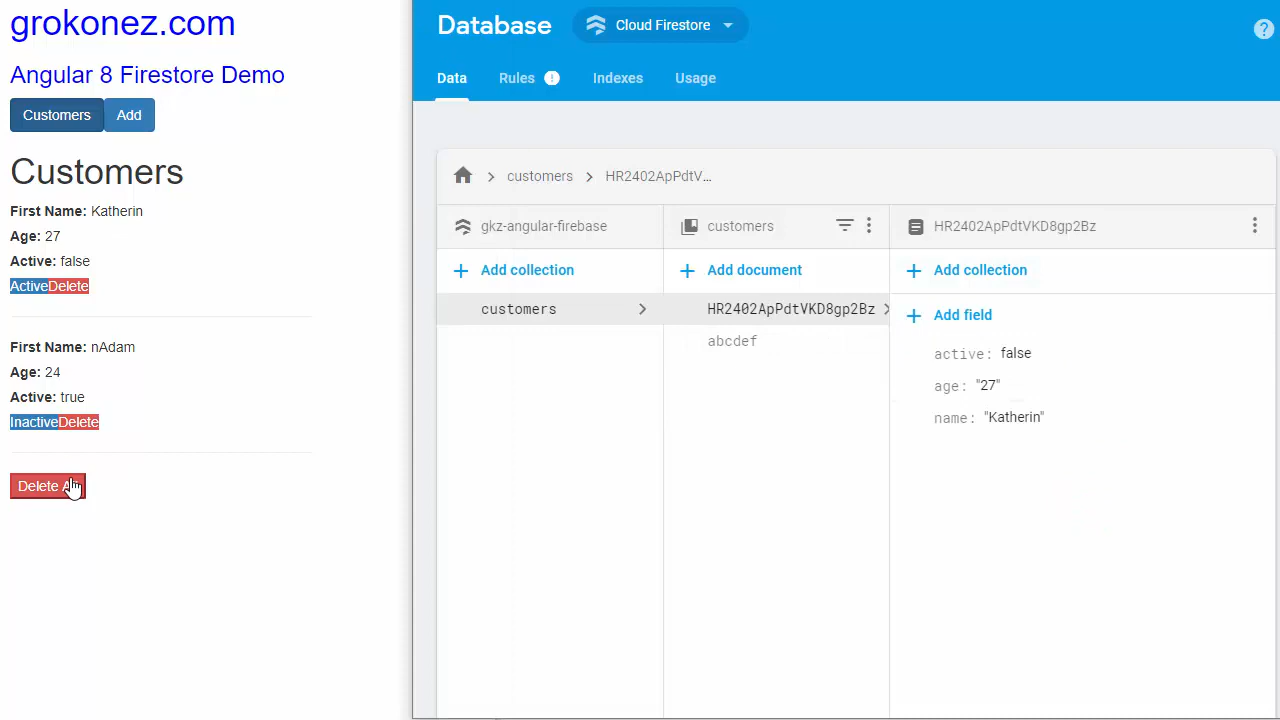 grokonez.com
Angular 8 Firestore Demo
Customers Add
Customers
First Name: Katherin
Age: 27
Active: false
ActiveDelete
First Name: nAdam
Age: 24
Active: true
InactiveDelete
Delete
Database Cloud Firestore
Data Rules Indexes Usage
customers HR2402ApPdtV...
gkz-angular-firebase
Add collection
customers
customers
Add document
HR2402ApPdtVKD8gp2Bz
abcdef
HR2402ApPdtVKD8gp2Bz
Add collection
Add field
active: false
age: "27"
name: "Katherin"